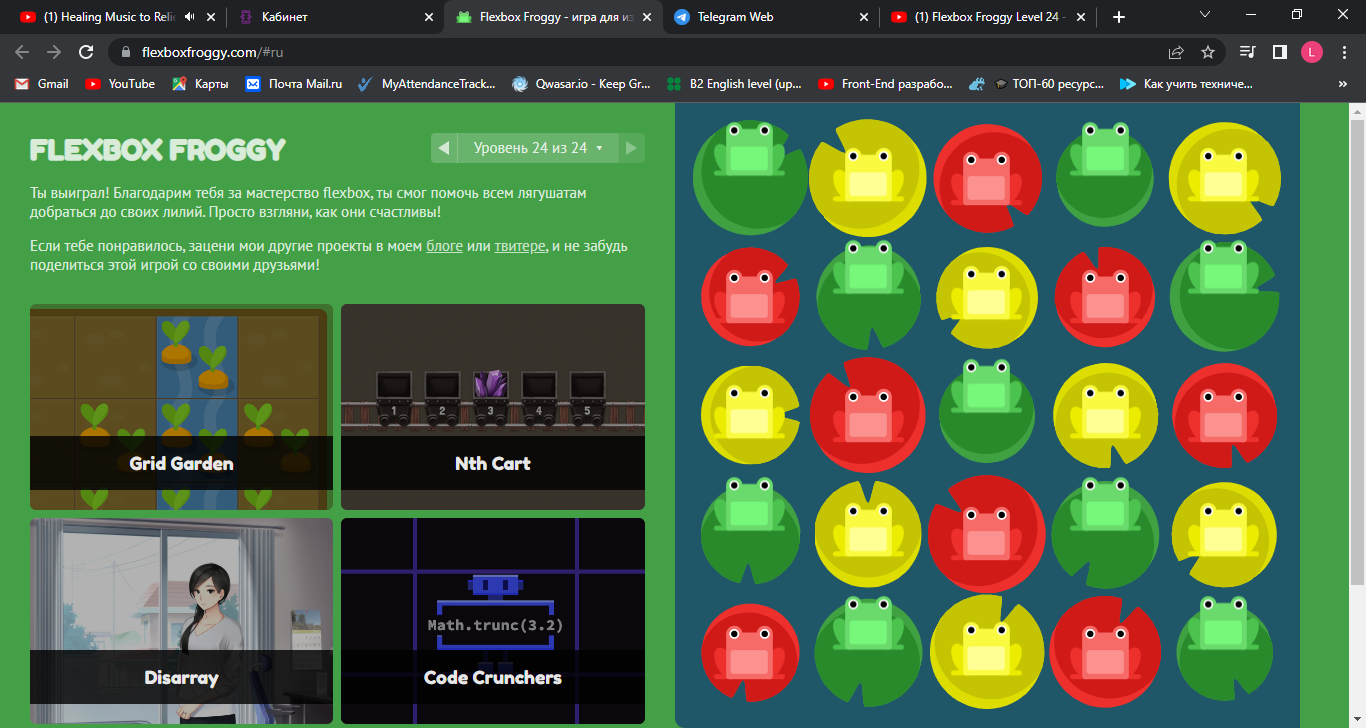 (1) Healing Music to Relie
Кабинет
Flexbox Froggy - игра для из
Telegram Web
(1) Flexbox Froggy Level 24 -
flexboxfroggy.com/#ru
L
Gmail
YouTube
Карты
Почта Mail.ru
MyAttendanceTrack...
Qwasar.io - Keep Gr...
B2 English level (up...
Front-End разрабо...
ТОП-60 ресурс...
Как учить техниче...
»
FLEXBOX FROGGY
Уровень 24 из 24
Ты выиграл! Благодарим тебя за мастерство flexbox, ты смог помочь всем лягушатам
добраться до своих лилий. Просто взгляни, как они счастливы!
Если тебе понравилось, зацени мои другие проекты в моем блоге или твитере, и не забудь
поделиться этой игрой со своими друзьями!
1 2 3 4 5
Grid Garden
Nth Cart
Math.trunc(3.2)
Disarray
Code Crunchers